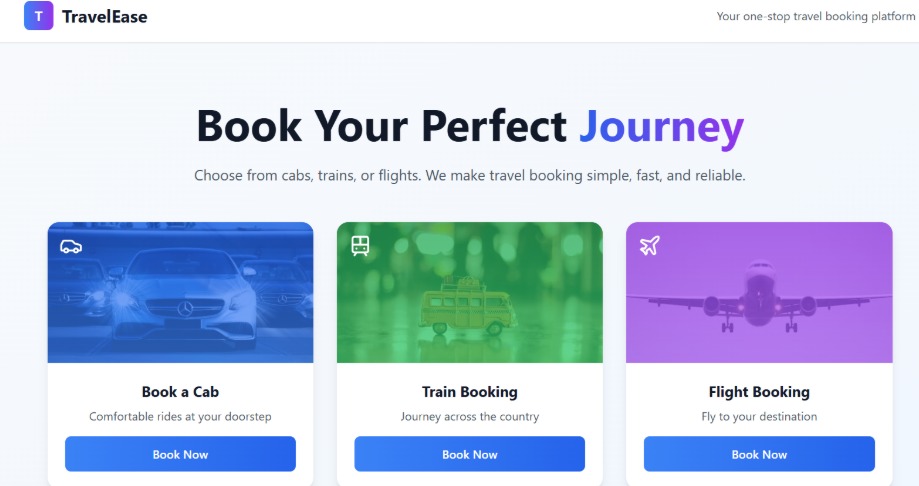 T TravelEase
Your one-stop travel booking platform
Book Your Perfect Journey
Choose from cabs, trains, or flights. We make travel booking simple, fast, and reliable.
Book a Cab
Comfortable rides at your doorstep
Book Now
Train Booking
Journey across the country
Book Now
Flight Booking
Fly to your destination
Book Now